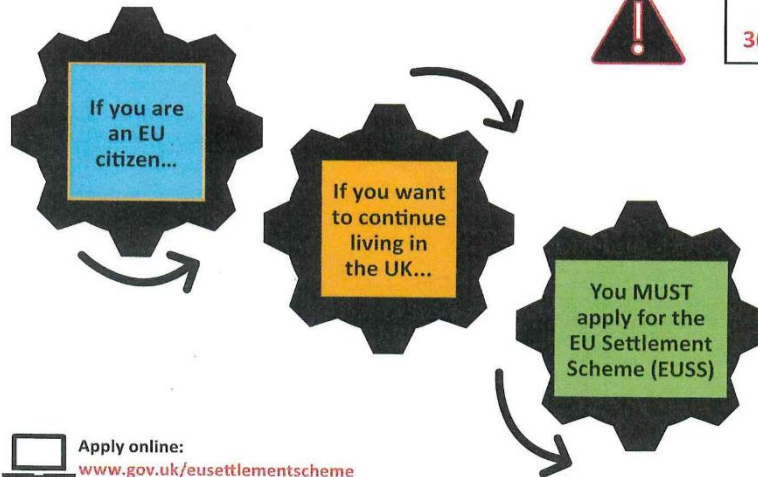 If you are
an EU
citizen...
If you want
to continue
living in
the UK...
You MUST
apply for the
EU Settlement
Scheme (EUSS)
Apply online:
www.gov.uk/eusettlementscheme